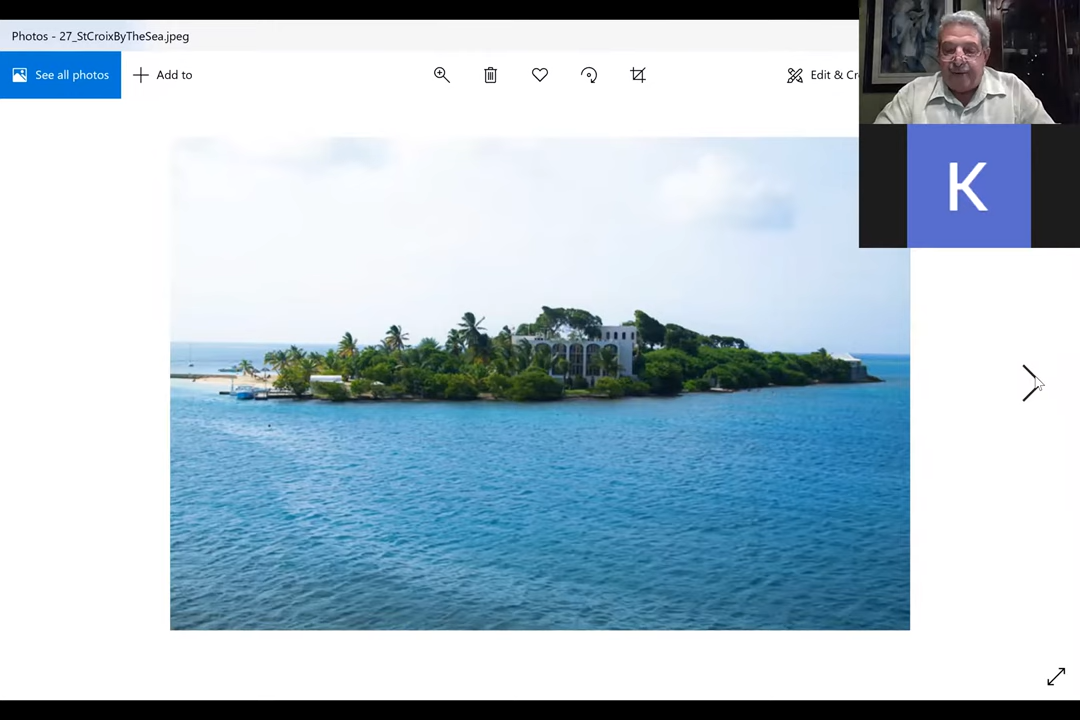 Photos - 27_StCroixByTheSea.jpeg
See all photos
Add to
Edit & Cr
K